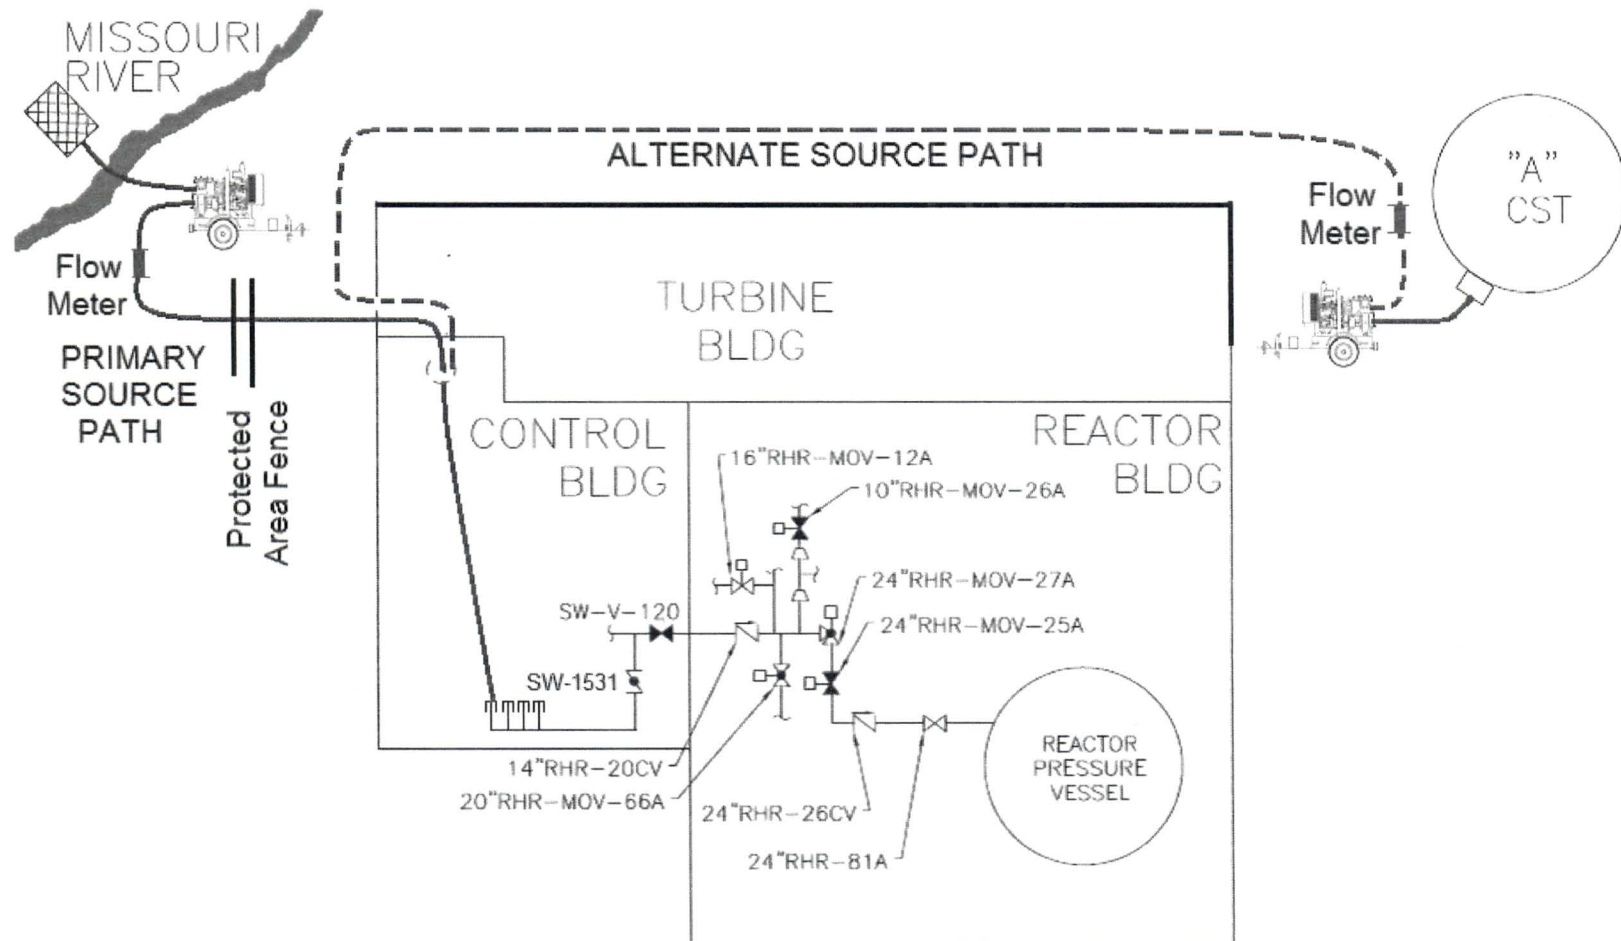 MISSOURI
RIVER
ALTERNATE SOURCE PATH
"A"
CST
Flow
Meter
Flow
Meter
TURBINE
BLDG
PRIMARY
SOURCE
PATH
Protected
Area Fence
CONTROL
BLDG
REACTOR
BLDG
16"RHR-MOV-12A
10"RHR-MOV-26A
24"RHR-MOV-27A
SW-V-120
24"RHR-MOV-25A
SW-1531
REACTOR
PRESSURE
VESSEL
14"RHR-20CV
20"RHR-MOV-66A
24"RHR-26CV
24"RHR-81A